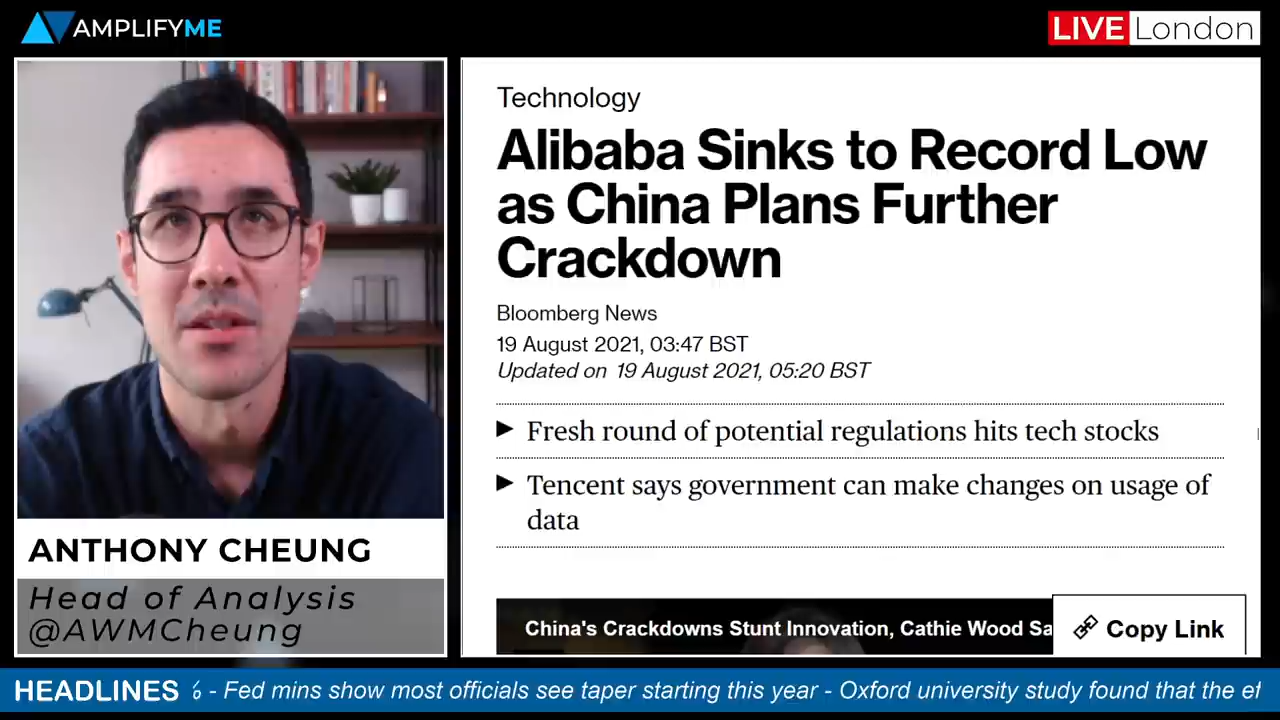 AMPLIFYME
LIVE London
Technology
Alibaba Sinks to Record Low
as China Plans Further
Crackdown
Bloomberg News
19 August 2021, 03:47 BST
Updated on 19 August 2021, 05:20 BST
► Fresh round of potential regulations hits tech stocks
► Tencent says government can make changes on usage of
data
China's Crackdowns Stunt Innovation, Cathie Wood Sa
Copy Link
ANTHONY CHEUNG
Head of Analysis
@AWMCheung
HEADLINES - Fed mins show most officials see taper starting this year - Oxford university study found that the ef